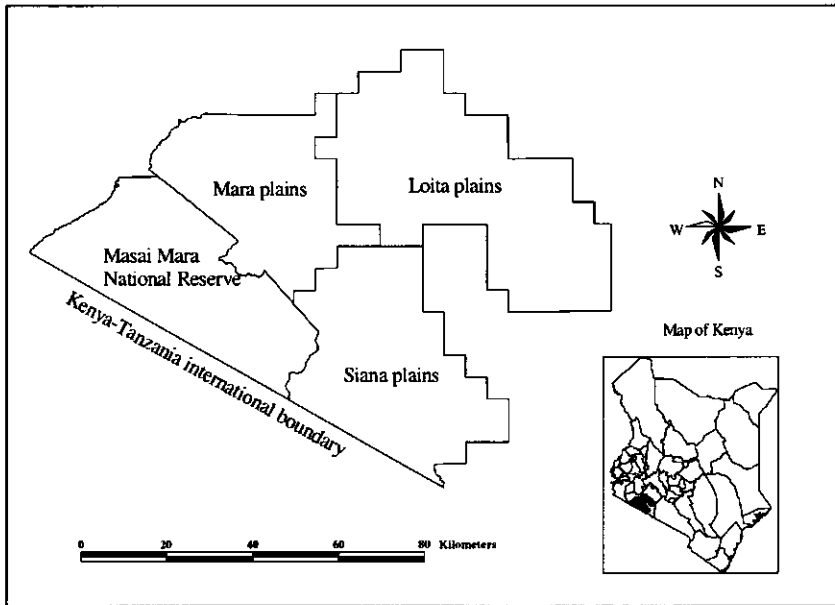 Mara plains
Loita plains
Masai Mara
National Reserve
Siana plains
Kenya-Tanzania international boundary
N
W
E
S
Map of Kenya
0
20
40
60
80
Kilometers